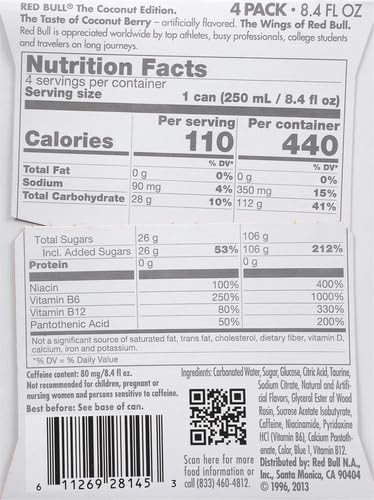 RED BULL® The Coconut Edition. 4 PACK • 8.4 FL OZ
The Taste of Coconut Berry – artificially flavored. The Wings of Red Bull.
Red Bull is appreciated worldwide by top athletes, busy professionals, college students
and travelers on long journeys.
Nutrition Facts
4 servings per container
Serving size 1 can (250 mL / 8.4 fl oz)
Per serving Per container
Calories 110 440
% DV* % DV*
Total Fat 0 g 0% 0 g 0%
Sodium 90 mg 4% 350 mg 15%
Total Carbohydrate 28 g 10% 112 g 41%
Total Sugars 26 g 106 g
Incl. Added Sugars 26 g 53% 106 g 212%
Protein 0 g 0 g
Niacin 100% 400%
Vitamin B6 250% 1000%
Vitamin B12 80% 330%
Pantothenic Acid 50% 200%
Not a significant source of saturated fat, trans fat, cholesterol, dietary fiber, vitamin D,
calcium, iron and potassium.
*% DV = % Daily Value
Caffeine content: 80 mg/8.4 fl oz.
Not recommended for children, pregnant or
nursing women and persons sensitive to caffeine.
Best before: See base of can.
6 11269 28145 3
Scan here for more
food information or
call (833) 460-4812.
Ingredients: Carbonated Water, Sugar, Glucose, Citric Acid, Taurine,
Sodium Citrate, Natural and Artifi-
cial Flavors, Glycerol Ester of Wood
Rosin, Sucrose Acetate Isobutyrate,
Caffeine, Niacinamide, Pyridoxine
HCl (Vitamin B6), Calcium Pantoth-
enate, Color, Blue 1, Vitamin B12.
Distributed by: Red Bull N.A.,
Inc., Santa Monica, CA 90404
© 1996, 2013